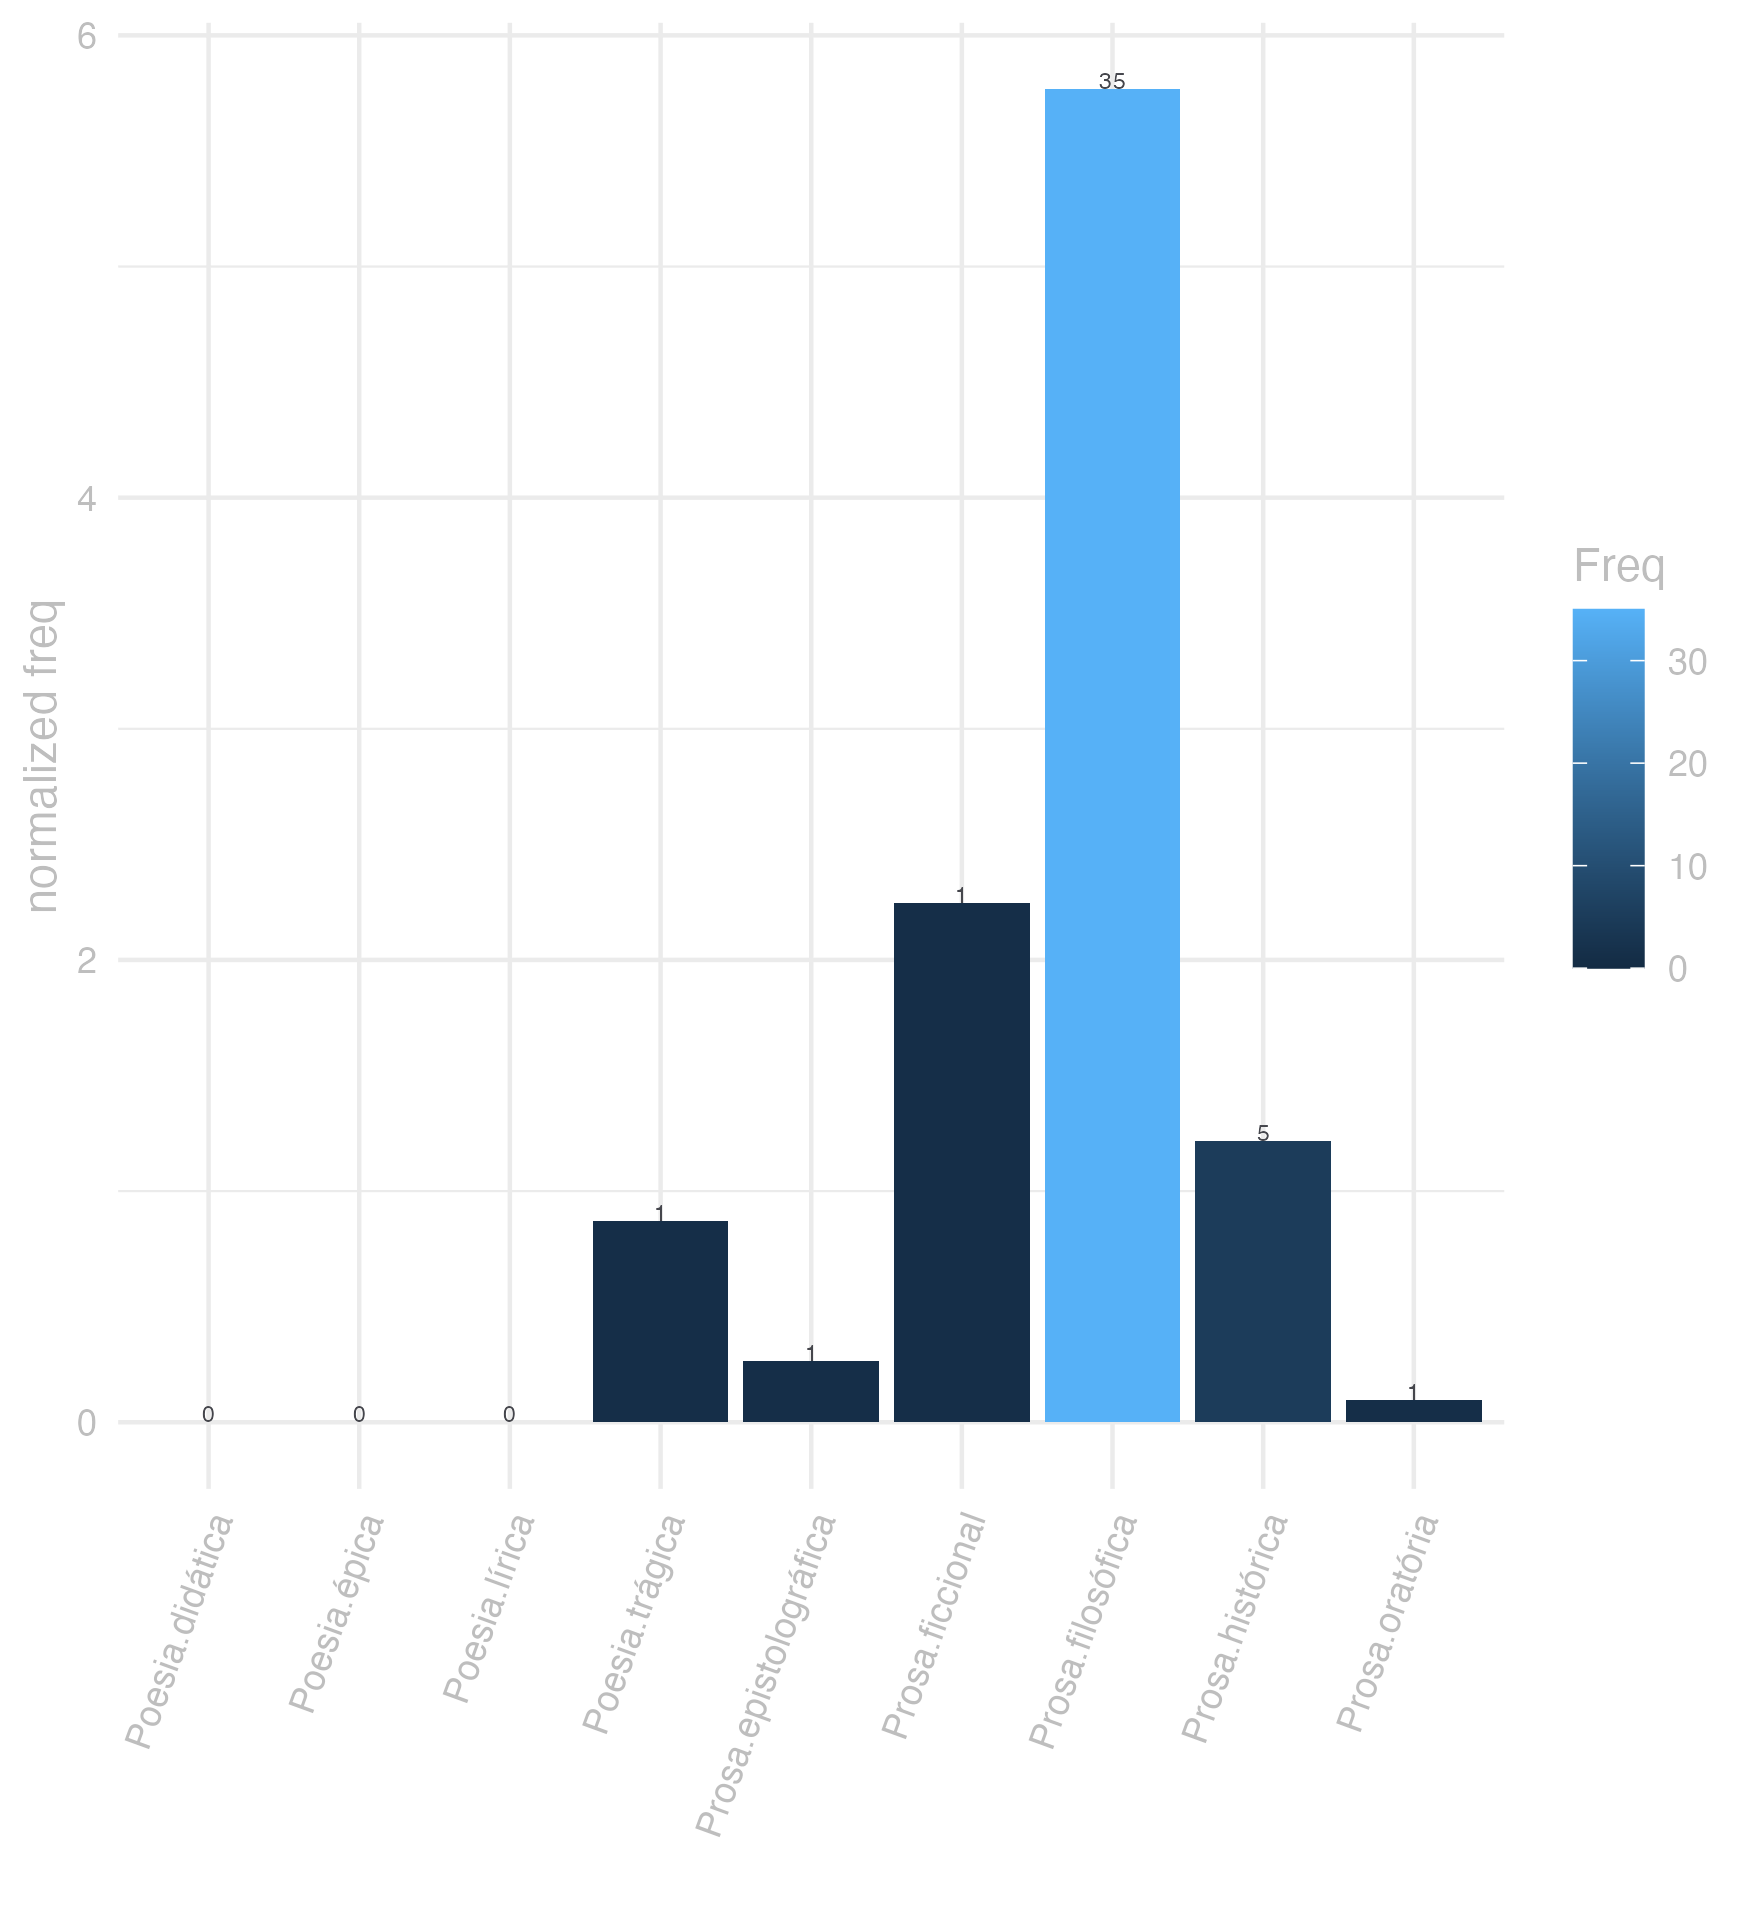 6
4
2
0
normalized freq
35
1
5
1
1
1
0
0
0
Poesia.didática
Poesia.épica
Poesia.lírica
Poesia.trágica
Prosa.epistolográfica
Prosa.ficcional
Prosa.filosófica
Prosa.histórica
Prosa.oratória
Freq
30
20
10
0